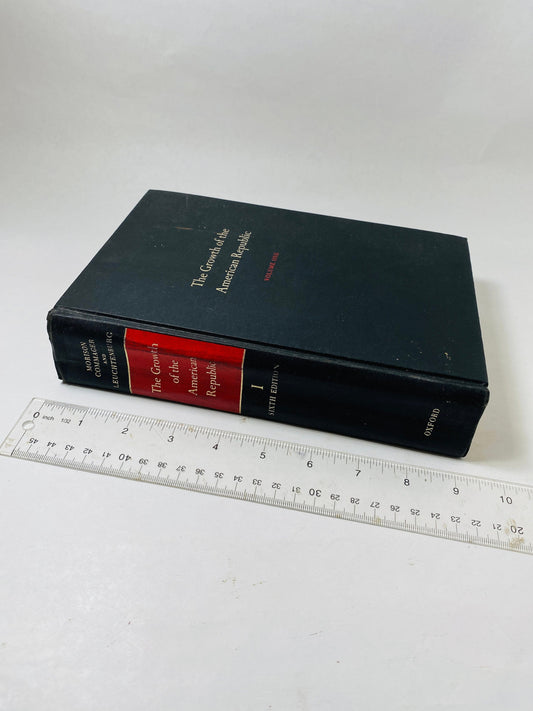 The Growth of the
American Republic
VOLUME ONE
MORISON
COMMAGER
AND
LEUCHTENBURG
The Growth
of the
American
Republic
I
SIXTH EDITION
OXFORD
0 inch 1/32 1 2 3 4 5 6 7 8 9 10
45 44 43 42 41 40 39 38 37 36 35 34 33 32 31 30 29 28 27 26 25 24 23 22 21 20